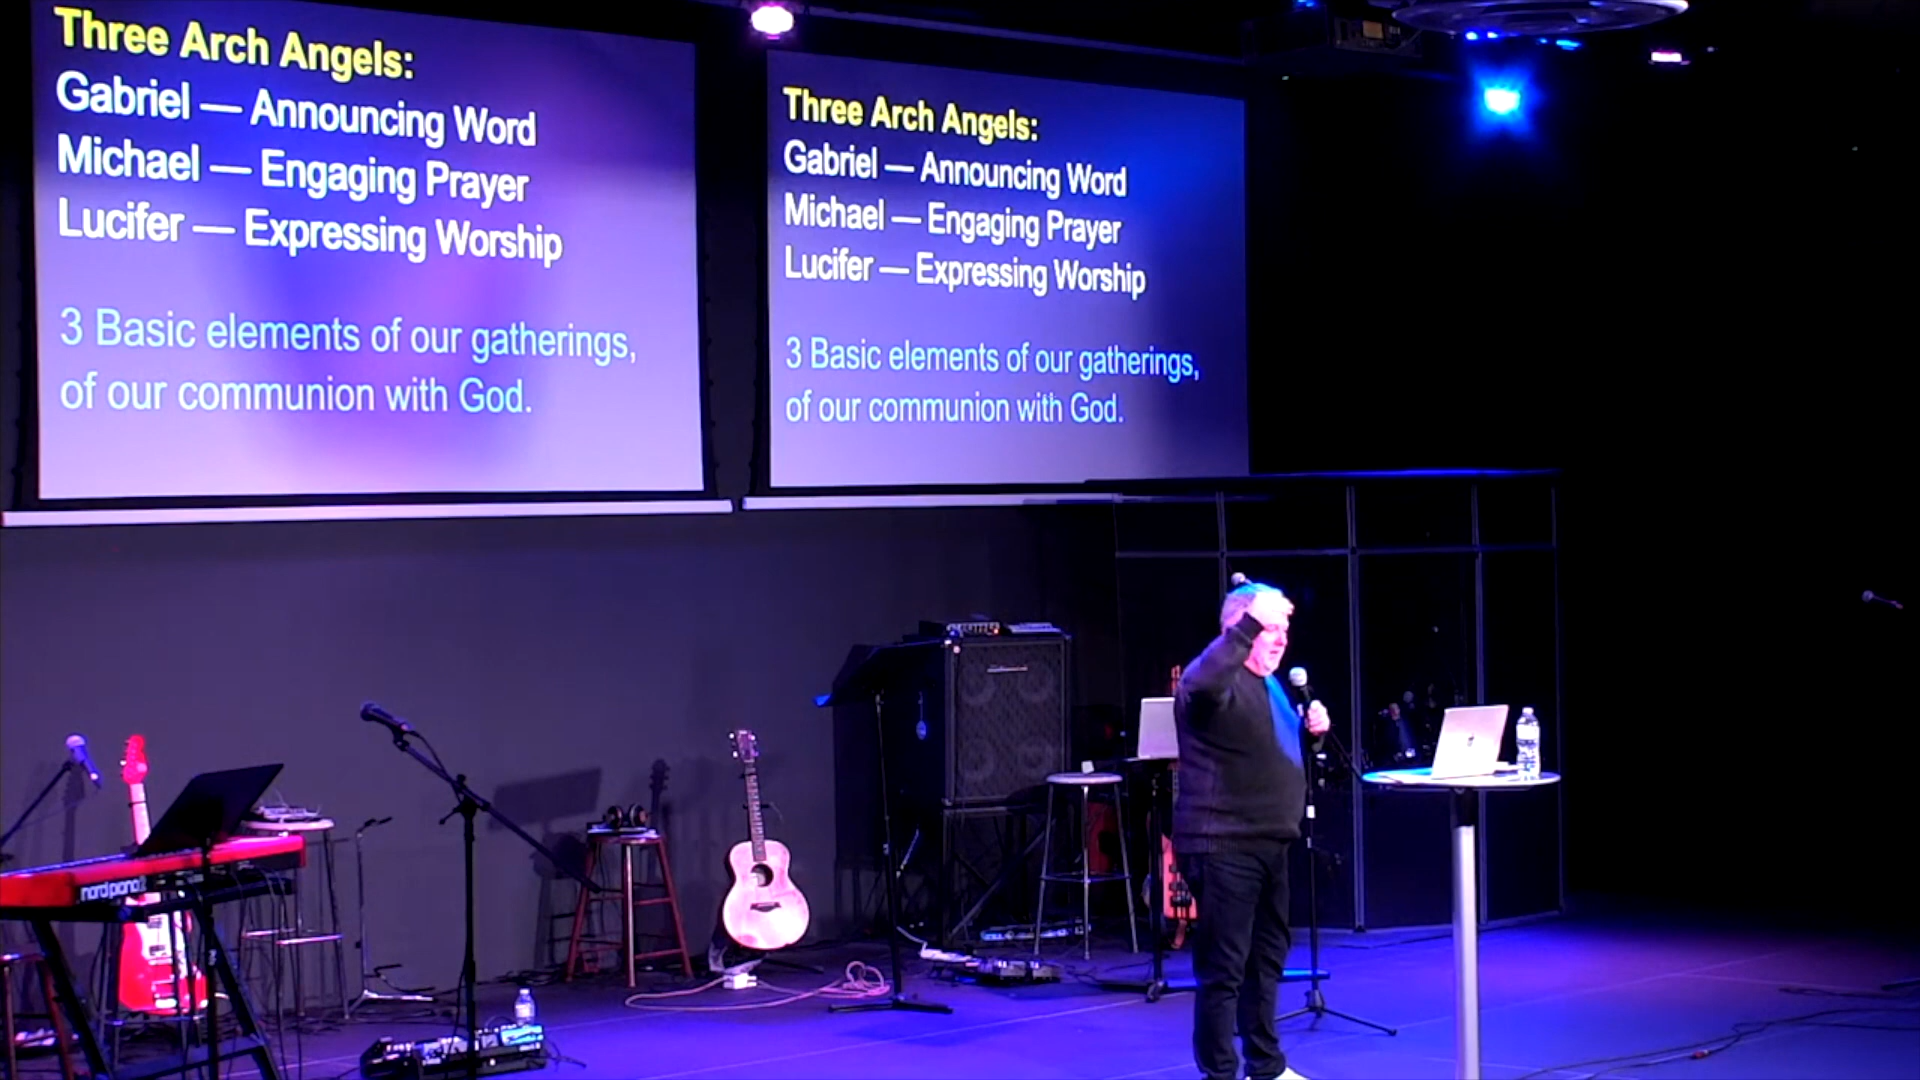 Three Arch Angels:
Gabriel — Announcing Word
Michael — Engaging Prayer
Lucifer — Expressing Worship
3 Basic elements of our gatherings,
of our communion with God.
Three Arch Angels:
Gabriel — Announcing Word
Michael — Engaging Prayer
Lucifer — Expressing Worship
3 Basic elements of our gatherings,
of our communion with God.
nord piano